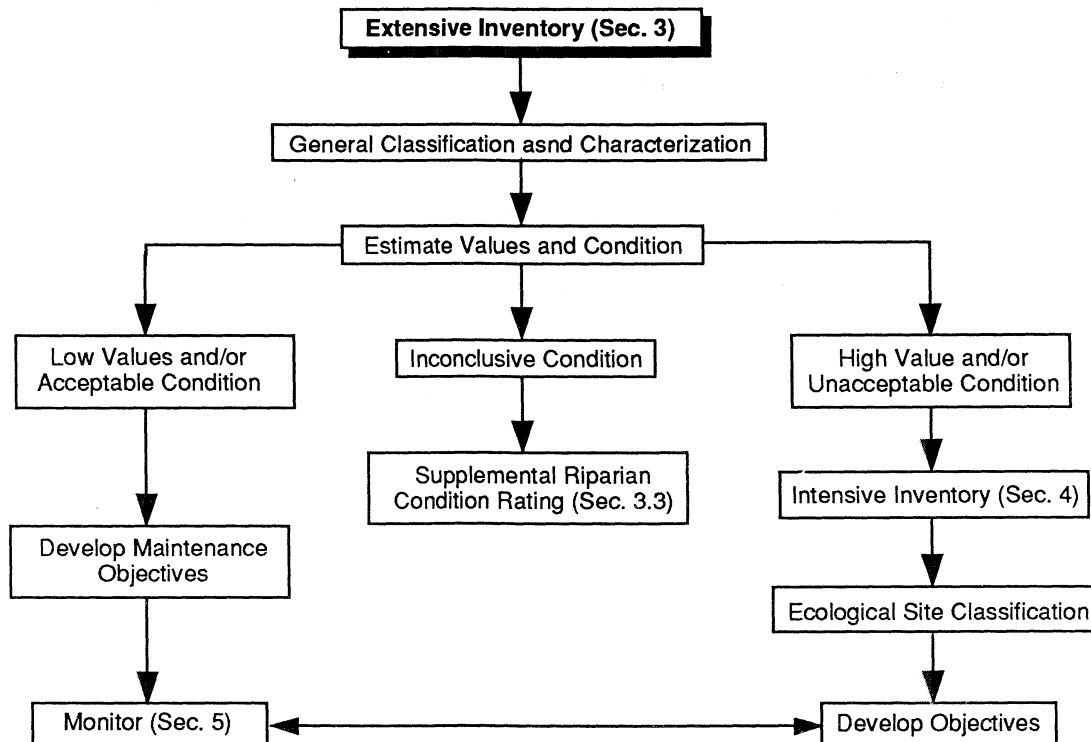 Extensive Inventory (Sec. 3)
General Classification asnd Characterization
Estimate Values and Condition
Low Values and/or
Acceptable Condition
Inconclusive Condition
High Value and/or
Unacceptable Condition
Supplemental Riparian
Condition Rating (Sec. 3.3)
Intensive Inventory (Sec. 4)
Develop Maintenance
Objectives
Ecological Site Classification
Monitor (Sec. 5)
Develop Objectives